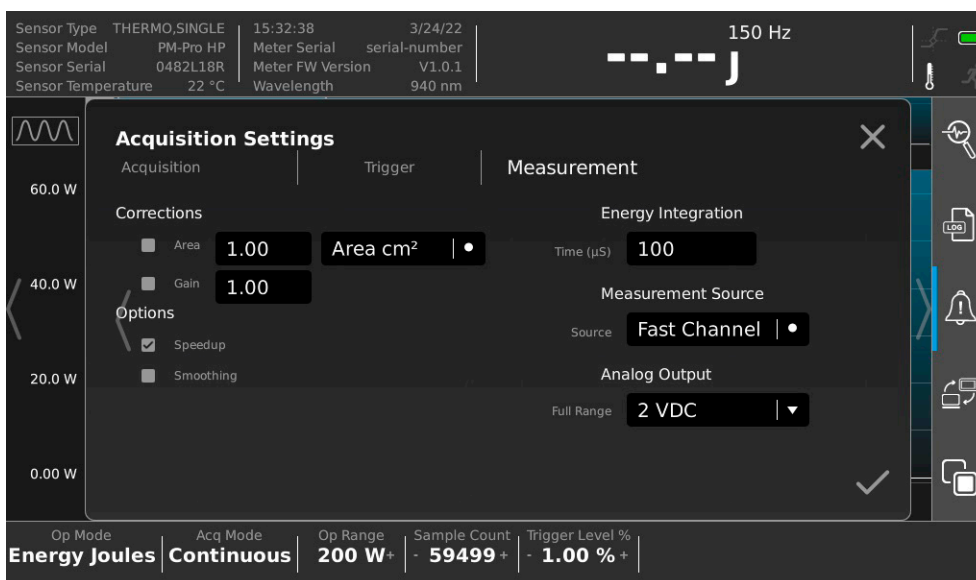 Sensor Type THERMO,SINGLE 15:32:38 3/24/22
Sensor Model PM-Pro HP Meter Serial serial-number
Sensor Serial 0482L18R Meter FW Version V1.0.1
Sensor Temperature 22 °C Wavelength 940 nm
150 Hz
--.-- J
Acquisition Settings
Acquisition Trigger Measurement
60.0 W
40.0 W
20.0 W
0.00 W
Corrections
Area 1.00 Area cm²
Gain 1.00
Options
Speedup
Smoothing
Energy Integration
Time (µS) 100
Measurement Source
Source Fast Channel
Analog Output
Full Range 2 VDC
LOG
Op Mode Acq Mode Op Range Sample Count Trigger Level %
Energy Joules Continuous 200 W+ - 59499 + - 1.00 % +